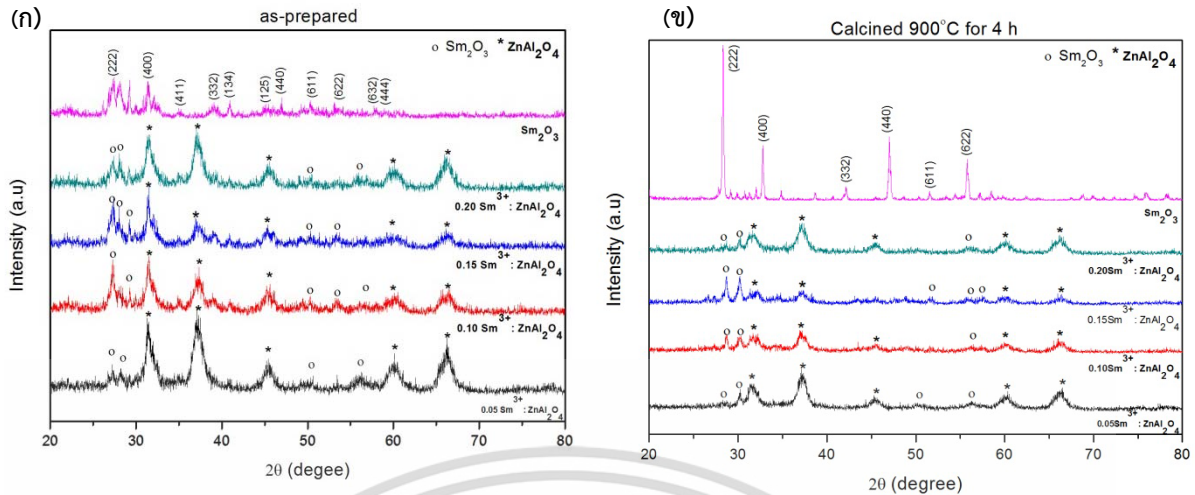 (ก)
as-prepared
o Sm2O3 * ZnAl2O4
(222)
(400)
(411)
(332)
(134)
(125)
(440)
(611)
(622)
(632)
(444)
Sm2O3
0.20 Sm3+ : ZnAl2O4
0.15 Sm3+ : ZnAl2O4
0.10 Sm3+ : ZnAl2O4
0.05 Sm3+ : ZnAl2O4
Intensity (a.u)
20 30 40 50 60 70 80
2θ (degee)
(ข)
Calcined 900°C for 4 h
o Sm2O3 * ZnAl2O4
(222)
(400)
(332)
(440)
(611)
(622)
Sm2O3
0.20Sm3+ : ZnAl2O4
0.15Sm3+ : ZnAl2O4
0.10Sm3+ : ZnAl2O4
0.05Sm3+ : ZnAl2O4
Intensity (a.u)
20 30 40 50 60 70 80
2θ (degree)